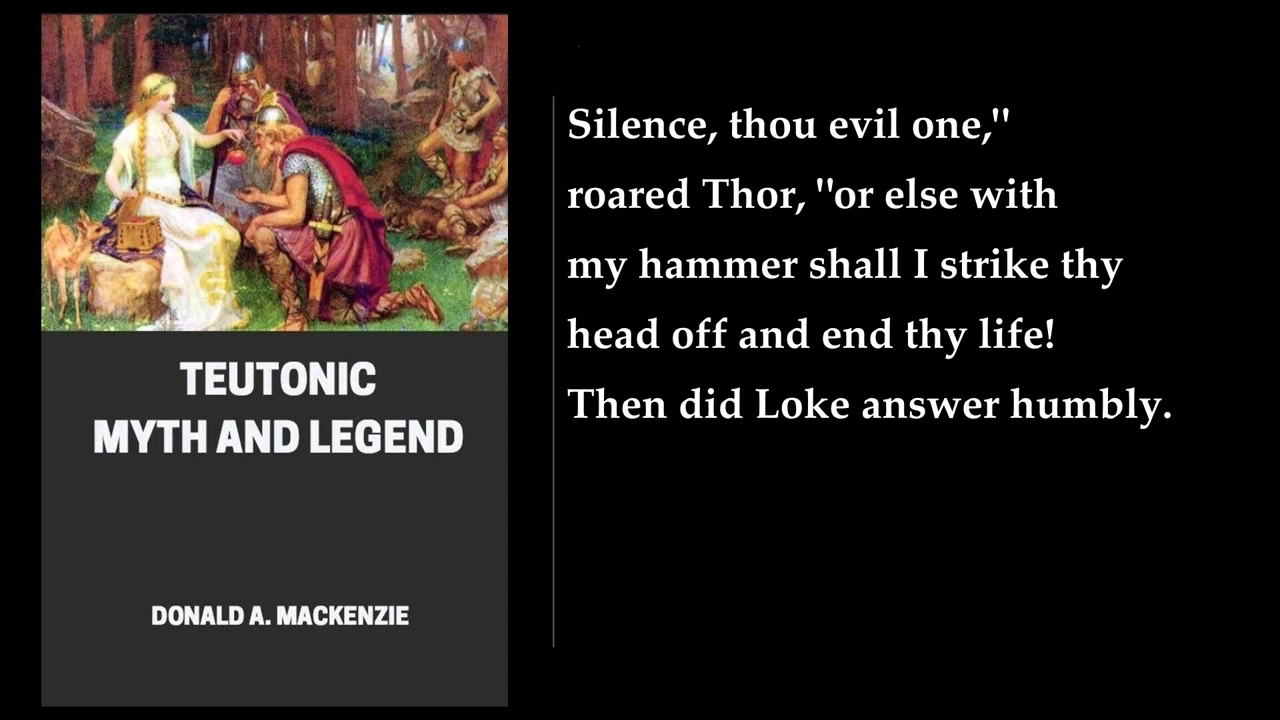 TEUTONIC
MYTH AND LEGEND
DONALD A. MACKENZIE
Silence, thou evil one,"
roared Thor, "or else with
my hammer shall I strike thy
head off and end thy life!
Then did Loke answer humbly.